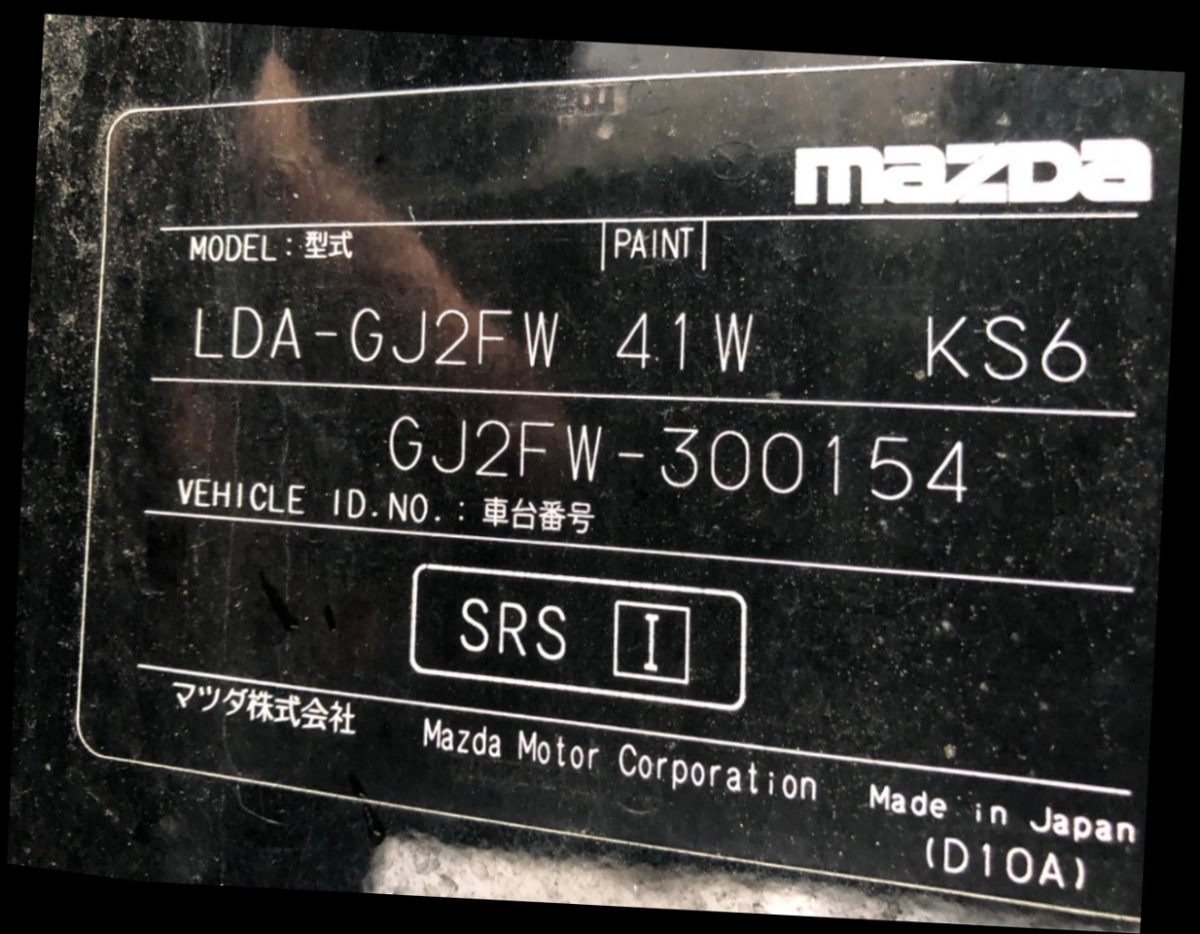 mazda
MODEL：型式 PAINT
LDA-GJ2FW 41W KS6
GJ2FW-300154
VEHICLE ID.NO.：車台番号
SRS I
マツダ株式会社 Mazda Motor Corporation Made in Japan
(D10A)